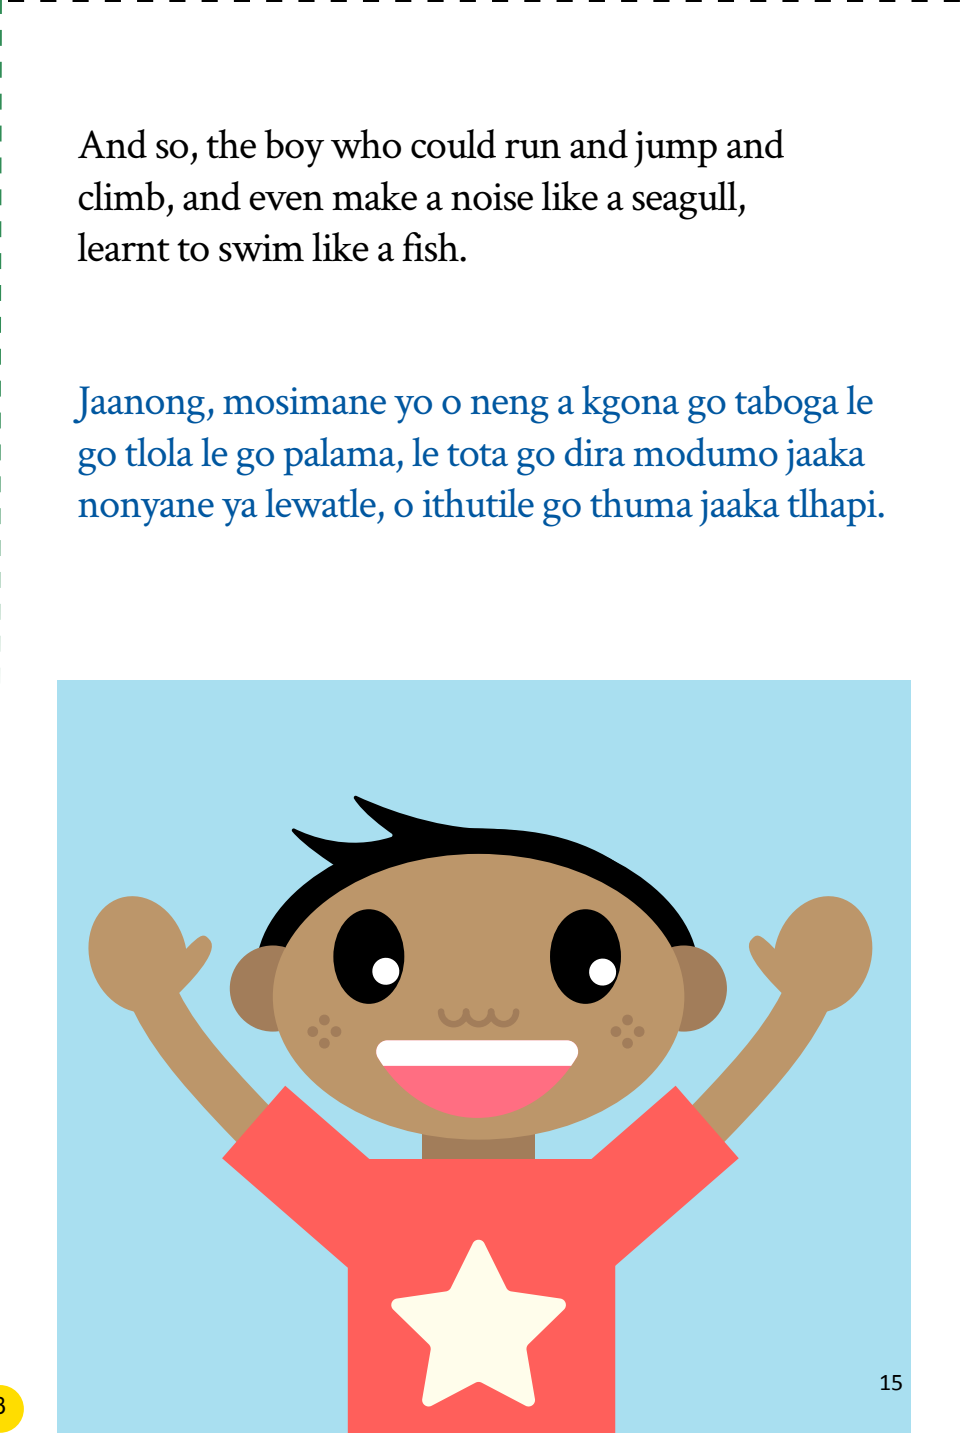 And so, the boy who could run and jump and
climb, and even make a noise like a seagull,
learnt to swim like a fish.
Jaanong, mosimane yo o neng a kgona go taboga le
go tlola le go palama, le tota go dira modumo jaaka
nonyane ya lewatle, o ithutile go thuma jaaka tlhapi.
15